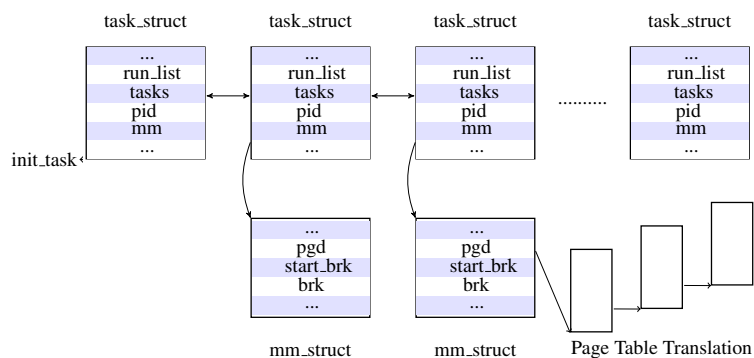 task_struct task_struct task_struct task_struct
... ... ... ...
run_list run_list run_list run_list
tasks tasks tasks tasks
pid pid pid .......... pid
mm mm mm mm
... ... ... ...
init_task
... ...
pgd pgd
start_brk start_brk
brk brk
... ...
mm_struct mm_struct Page Table Translation